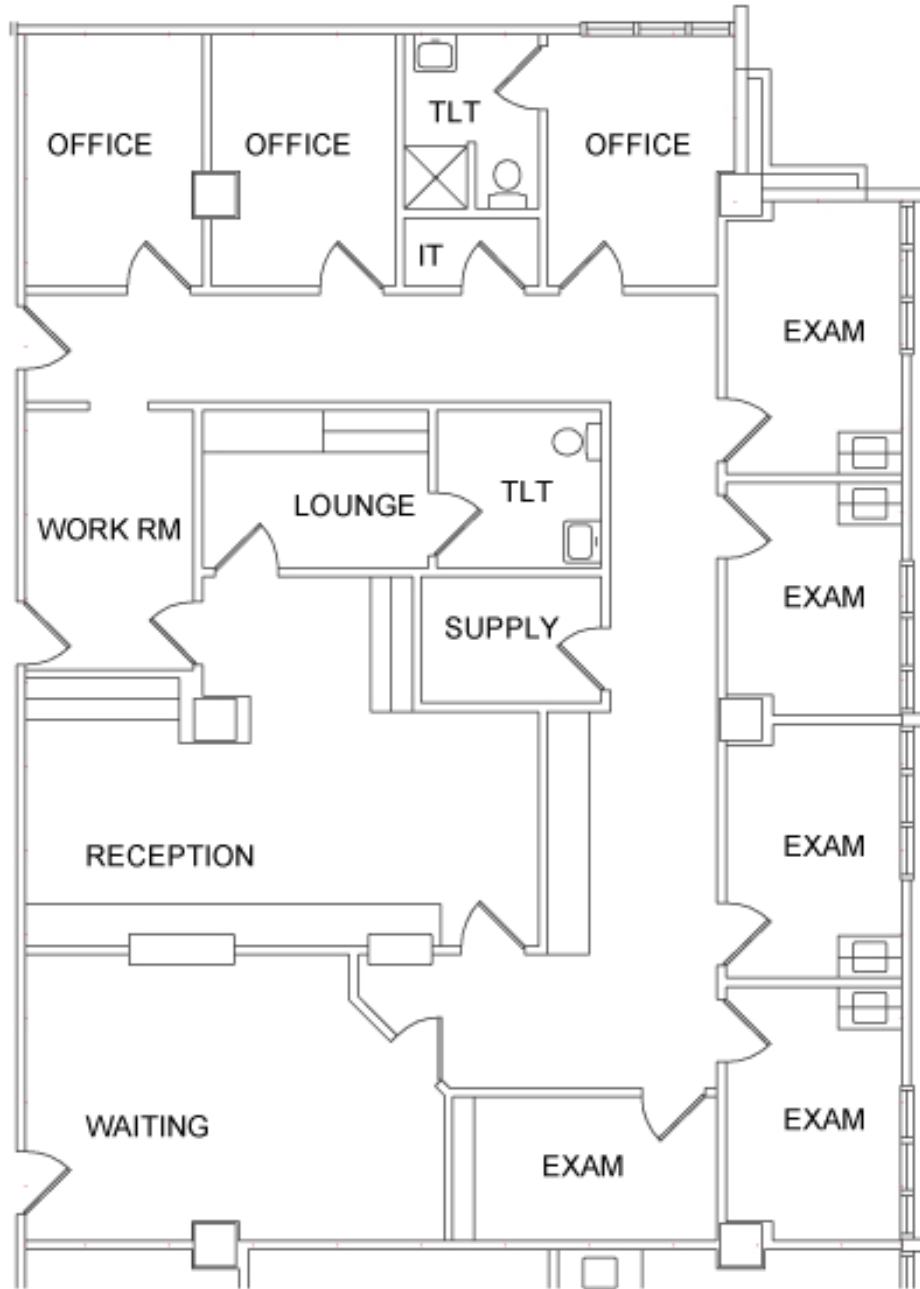 OFFICE
OFFICE
TLT
OFFICE
IT
EXAM
LOUNGE
TLT
WORK RM
EXAM
SUPPLY
RECEPTION
EXAM
WAITING
EXAM
EXAM